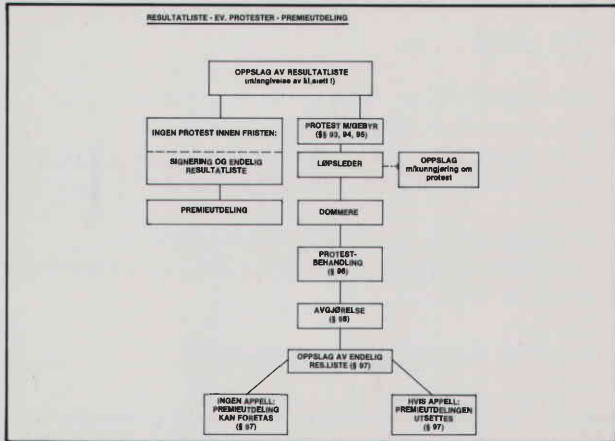 RESULTATLISTE - EV. PROTESTER - PREMIEUTDELING
OPPSLAG AV RESULTATLISTE
(m/angivelse av kl.slett !)
INGEN PROTEST INNEN FRISTEN:
SIGNERING OG ENDELIG
RESULTATLISTE
PREMIEUTDELING
PROTEST M/GEBYR
(§§ 93, 94, 95)
LØPSLEDER
OPPSLAG
m/kunngjøring om
protest
DOMMERE
PROTEST-
BEHANDLING
(§ 96)
AVGJØRELSE
(§ 98)
OPPSLAG AV ENDELIG
RES.LISTE (§ 97)
INGEN APPELL:
PREMIEUTDELING
KAN FORETAS
(§ 97)
HVIS APPELL:
PREMIEUTDELINGEN
UTSETTES
(§ 97)